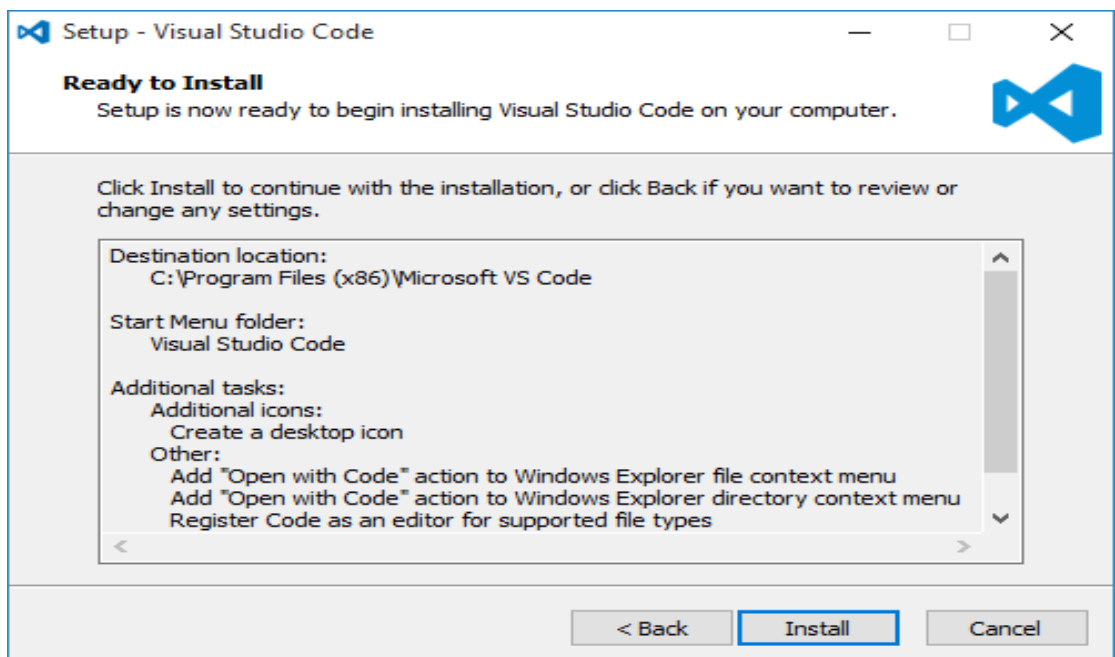 Setup - Visual Studio Code
Ready to Install
Setup is now ready to begin installing Visual Studio Code on your computer.
Click Install to continue with the installation, or click Back if you want to review or
change any settings.
Destination location:
C:\Program Files (x86)\Microsoft VS Code
Start Menu folder:
Visual Studio Code
Additional tasks:
Additional icons:
Create a desktop icon
Other:
Add "Open with Code" action to Windows Explorer file context menu
Add "Open with Code" action to Windows Explorer directory context menu
Register Code as an editor for supported file types
< Back Install Cancel